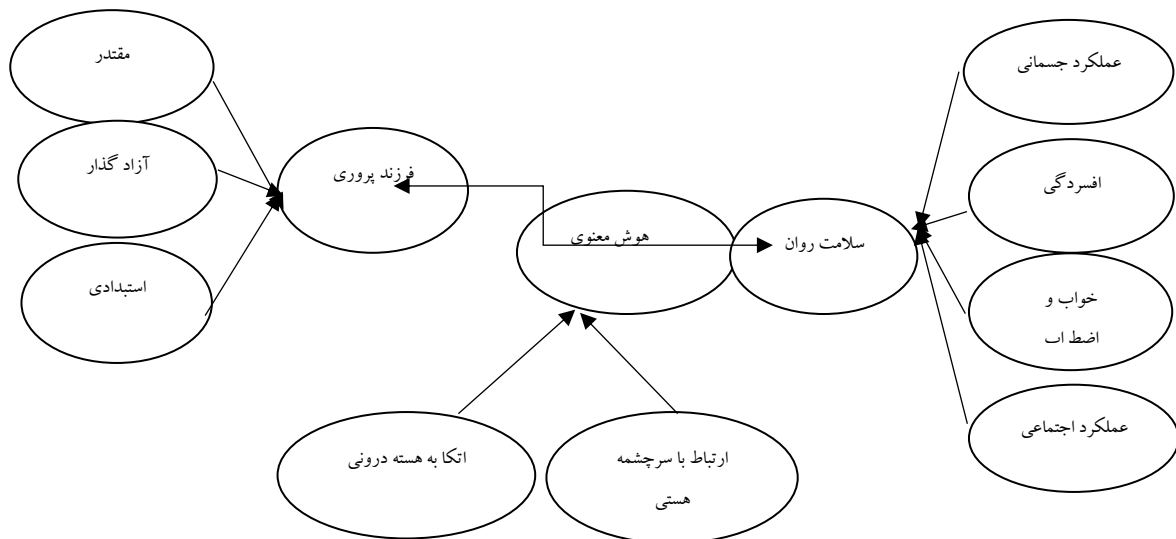 مقتدر
آزاد گذار
استبدادی
فرزند پروری
هوش معنوی
سلامت روان
عملکرد جسمانی
افسردگی
خواب و
اضط اب
عملکرد اجتماعی
اتکا به هسته درونی
ارتباط با سرچشمه
هستی